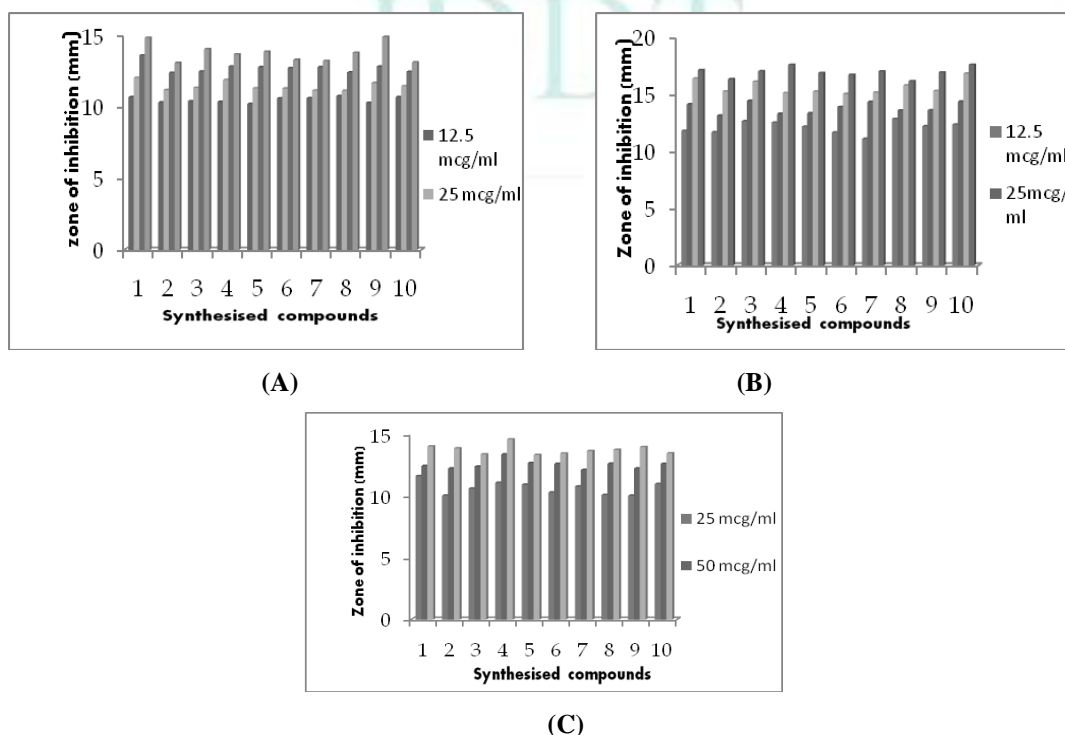 15
10
5
0
zone of inhibition (mm)
1 2 3 4 5 6 7 8 9 10
Synthesised compounds
12.5
mcg/ml
25 mcg/ml
(A)
20
15
10
5
0
Zone of inhibition (mm)
1 2 3 4 5 6 7 8 9 10
Synthesised compounds
12.5
mcg/ml
25mcg/
ml
(B)
15
10
5
0
Zone of inhibition (mm)
1 2 3 4 5 6 7 8 9 10
Synthesised compounds
25 mcg/ml
50 mcg/ml
(C)